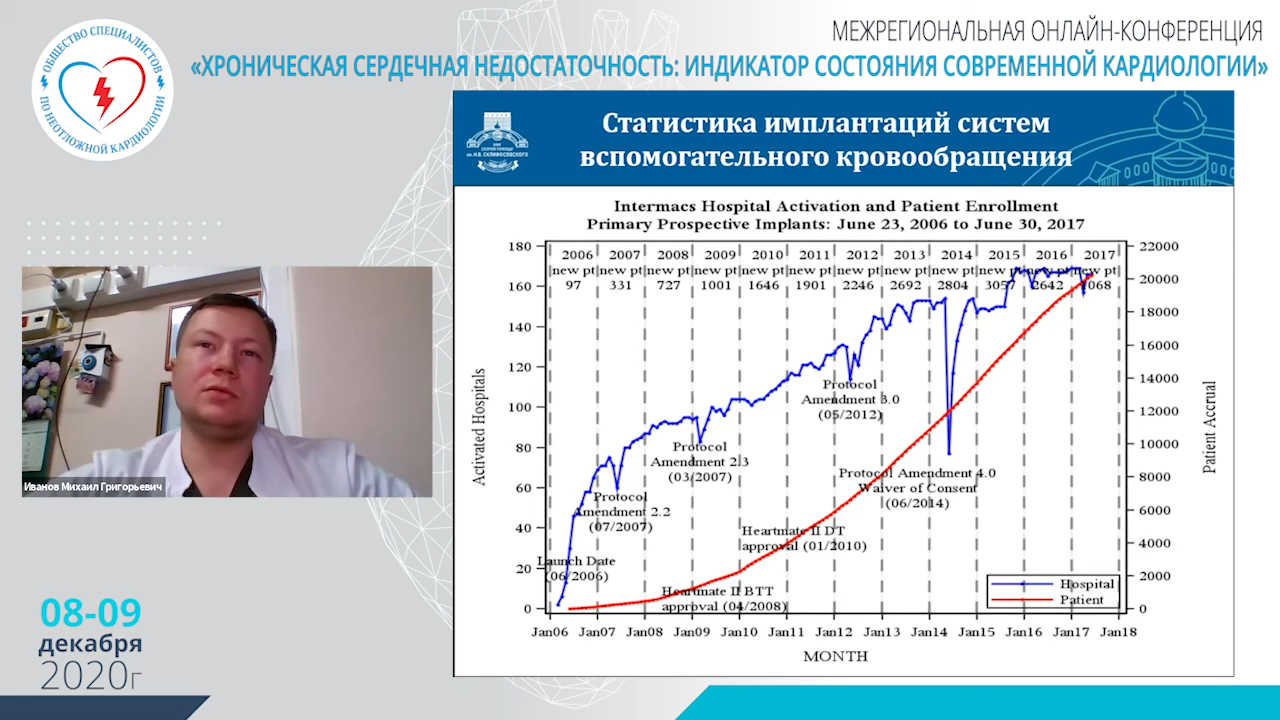 МЕЖРЕГИОНАЛЬНАЯ ОНЛАЙН-КОНФЕРЕНЦИЯ
«ХРОНИЧЕСКАЯ СЕРДЕЧНАЯ НЕДОСТАТОЧНОСТЬ: ИНДИКАТОР СОСТОЯНИЯ СОВРЕМЕННОЙ КАРДИОЛОГИИ»
ОБЩЕСТВО СПЕЦИАЛИСТОВ
ПО НЕОТЛОЖНОЙ КАРДИОЛОГИИ
СКОРОЙ ПОМОЩИ
им. Н.В. СКЛИФОСОВСКОГО
Статистика имплантаций систем
вспомогательного кровообращения
Intermacs Hospital Activation and Patient Enrollment
Primary Prospective Implants: June 23, 2006 to June 30, 2017
2006 2007 2008 2009 2010 2011 2012 2013 2014 2015 2016 2017
new pt new pt new pt new pt new pt new pt new pt new pt new pt new pt new pt new pt
97 331 727 1001 1646 1901 2246 2692 2804 3057 2642 1068
180
160
140
120
100
80
60
40
20
0
Activated Hospitals
22000
20000
18000
16000
14000
12000
10000
8000
6000
4000
2000
0
Patient Accrual
Protocol
Amendment 3.0
(05/2012)
Protocol
Amendment 2.3
(03/2007)
Protocol Amendment 4.0
Waiver of Consent
(06/2014)
Protocol
Amendment 2.2
(07/2007)
Heartmate II DT
approval (01/2010)
Launch Date
(06/2006)
Heartmate II BTT
approval (04/2008)
Hospital
Patient
Jan06 Jan07 Jan08 Jan09 Jan10 Jan11 Jan12 Jan13 Jan14 Jan15 Jan16 Jan17 Jan18
MONTH
Иванов Михаил Григорьевич
08-09
декабря
2020г